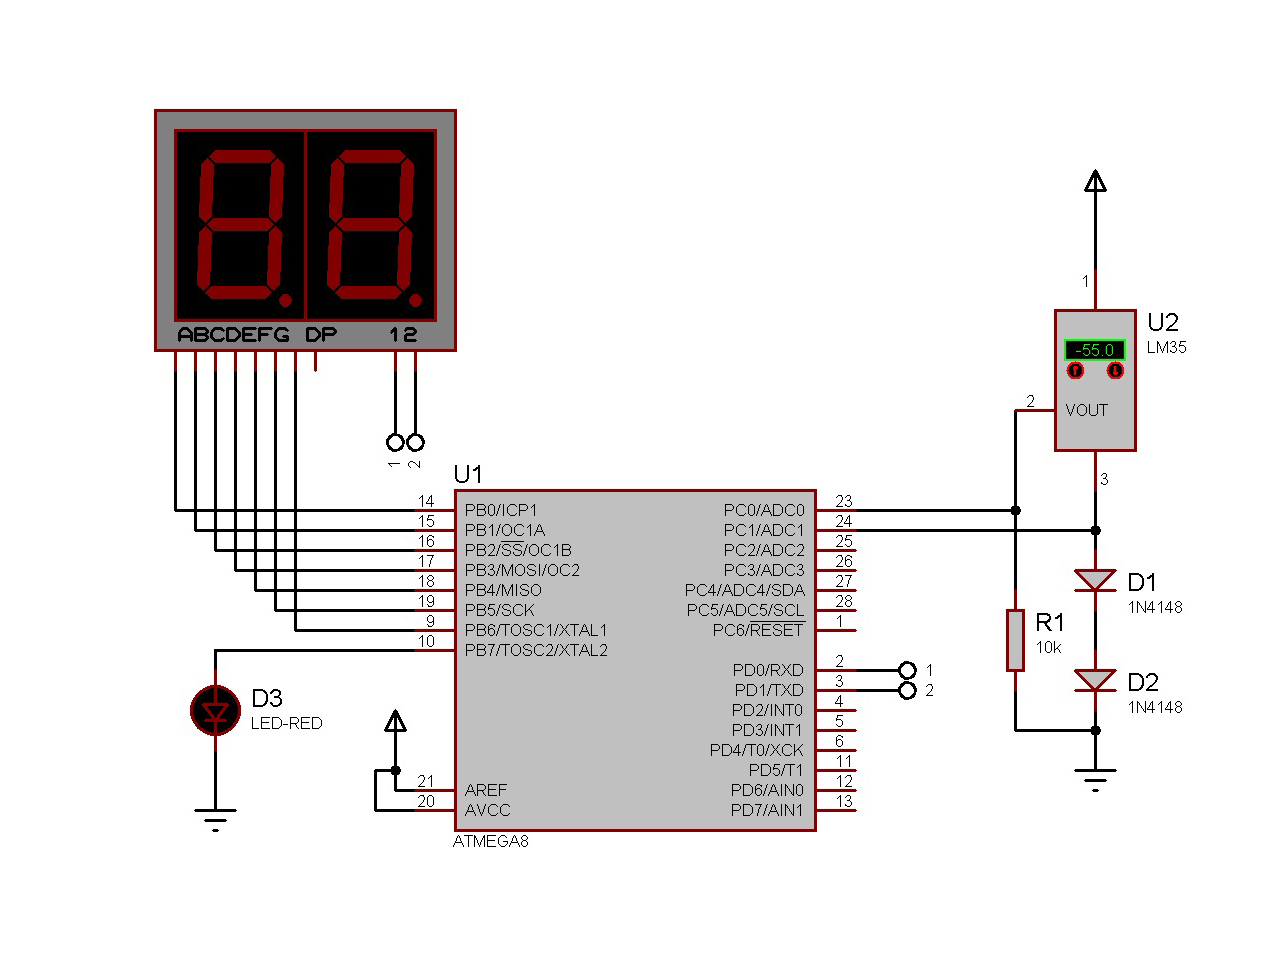 ABCDEFG DP 12
1
2
1
U2
LM35
-55.0
2
VOUT
3
U1
14 PB0/ICP1 PC0/ADC0 23
15 PB1/OC1A PC1/ADC1 24
16 PB2/SS/OC1B PC2/ADC2 25
17 PB3/MOSI/OC2 PC3/ADC3 26
18 PB4/MISO PC4/ADC4/SDA 27
19 PB5/SCK PC5/ADC5/SCL 28
9 PB6/TOSC1/XTAL1 PC6/RESET 1
10 PB7/TOSC2/XTAL2
PD0/RXD 2 1
PD1/TXD 3 2
PD2/INT0 4
PD3/INT1 5
PD4/T0/XCK 6
PD5/T1 11
21 AREF PD6/AIN0 12
20 AVCC PD7/AIN1 13
ATMEGA8
D3
LED-RED
R1
10k
D1
1N4148
D2
1N4148